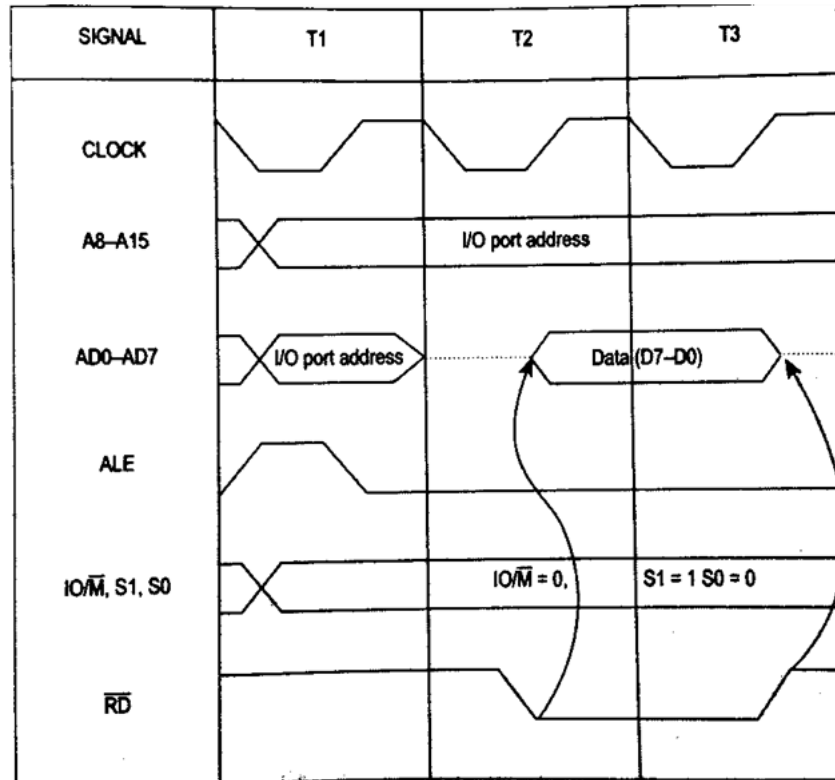 SIGNAL T1 T2 T3
CLOCK
A8–A15 I/O port address
AD0–AD7 I/O port address Data (D7–D0)
ALE
IO/M̅, S1, S0 IO/M̅ = 0, S1 = 1 S0 = 0
R̅D̅